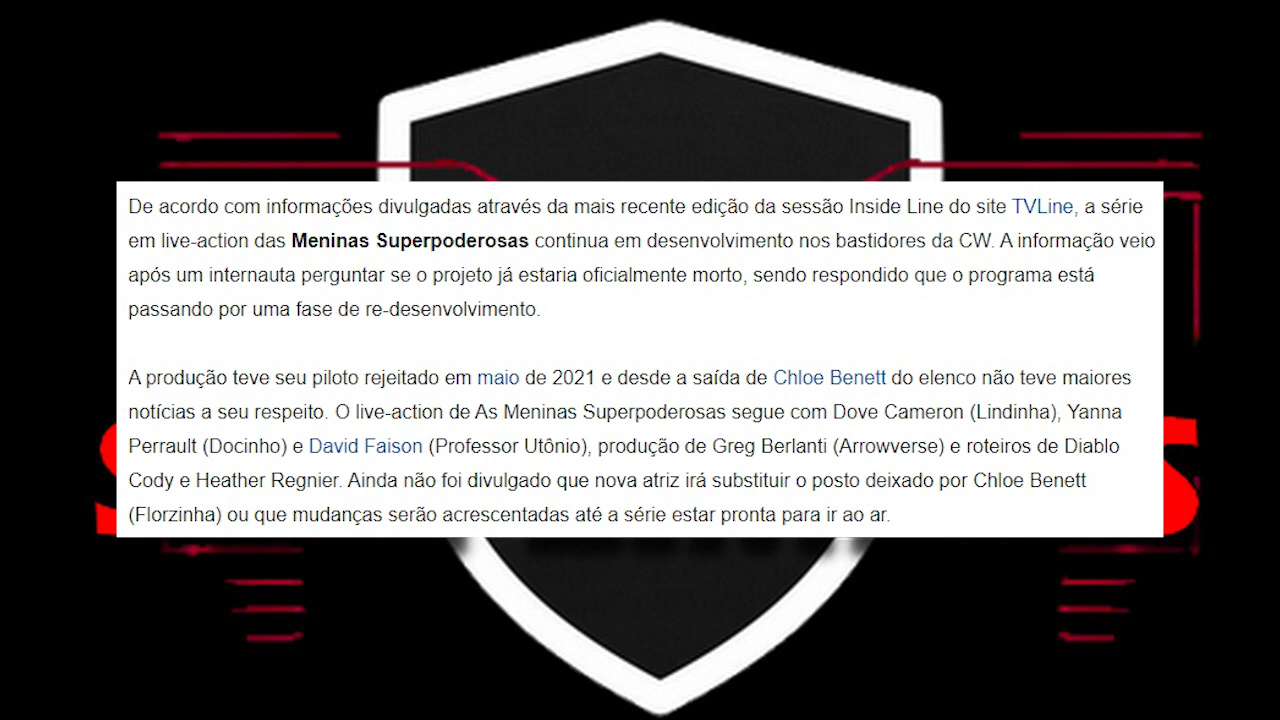 De acordo com informações divulgadas através da mais recente edição da sessão Inside Line do site TVLine, a série
em live-action das Meninas Superpoderosas continua em desenvolvimento nos bastidores da CW. A informação veio
após um internauta perguntar se o projeto já estaria oficialmente morto, sendo respondido que o programa está
passando por uma fase de re-desenvolvimento.
A produção teve seu piloto rejeitado em maio de 2021 e desde a saída de Chloe Benett do elenco não teve maiores
notícias a seu respeito. O live-action de As Meninas Superpoderosas segue com Dove Cameron (Lindinha), Yanna
Perrault (Docinho) e David Faison (Professor Utônio), produção de Greg Berlanti (Arrowverse) e roteiros de Diablo
Cody e Heather Regnier. Ainda não foi divulgado que nova atriz irá substituir o posto deixado por Chloe Benett
(Florzinha) ou que mudanças serão acrescentadas até a série estar pronta para ir ao ar.